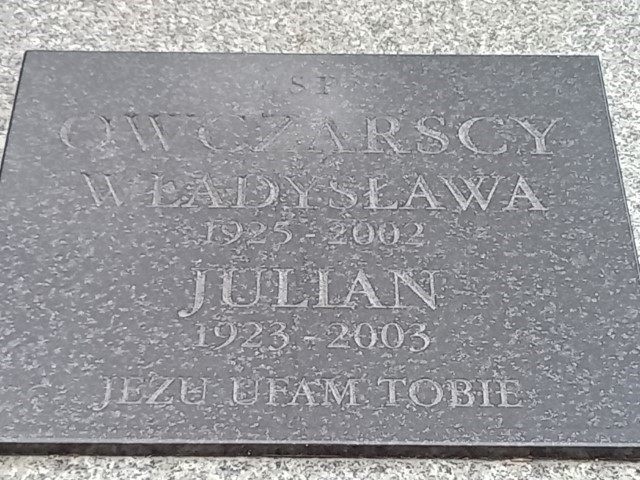 ŚP
OWCZARSCY
WŁADYSŁAWA
1925 - 2002
JULIAN
1923 - 2003
JEZU UFAM TOBIE